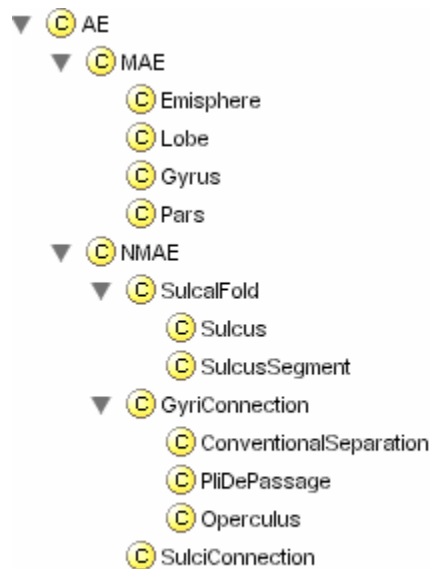 C AE
C MAE
C Emisphere
C Lobe
C Gyrus
C Pars
C NMAE
C SulcalFold
C Sulcus
C SulcusSegment
C GyriConnection
C ConventionalSeparation
C PliDePassage
C Operculus
C SulciConnection